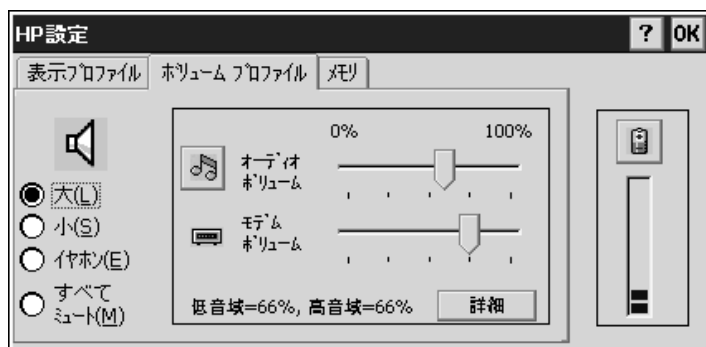 HP設定
? OK
表示プロファイル ボリューム プロファイル メモリ
0% 100%
オーディオ
ボリューム
大(L)
小(S)
イヤホン(E)
すべて
ミュート(M)
モデム
ボリューム
低音域=66%, 高音域=66% 詳細